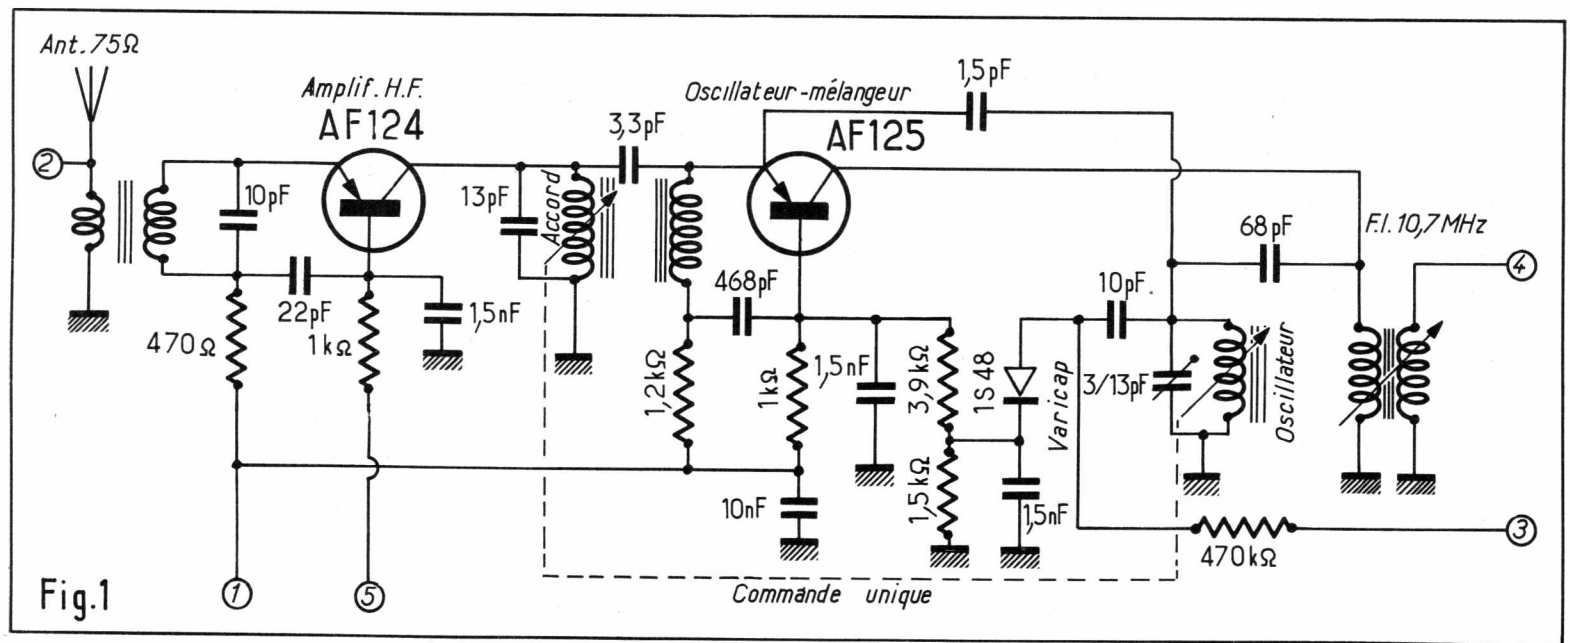 Ant. 75Ω
Amplif. H.F.
AF124
Oscillateur-mélangeur
AF125
1,5pF
3,3pF
2
10pF
13pF
Accord
68pF
F.I. 10,7MHz
4
22pF
1,5nF
468pF
10pF
470Ω
1kΩ
1,2kΩ
1kΩ
1,5nF
3,9kΩ
1S48
Varicap
3/13pF
Oscillateur
10nF
1,5kΩ
1,5nF
470kΩ
3
Fig.1
1
5
Commande unique